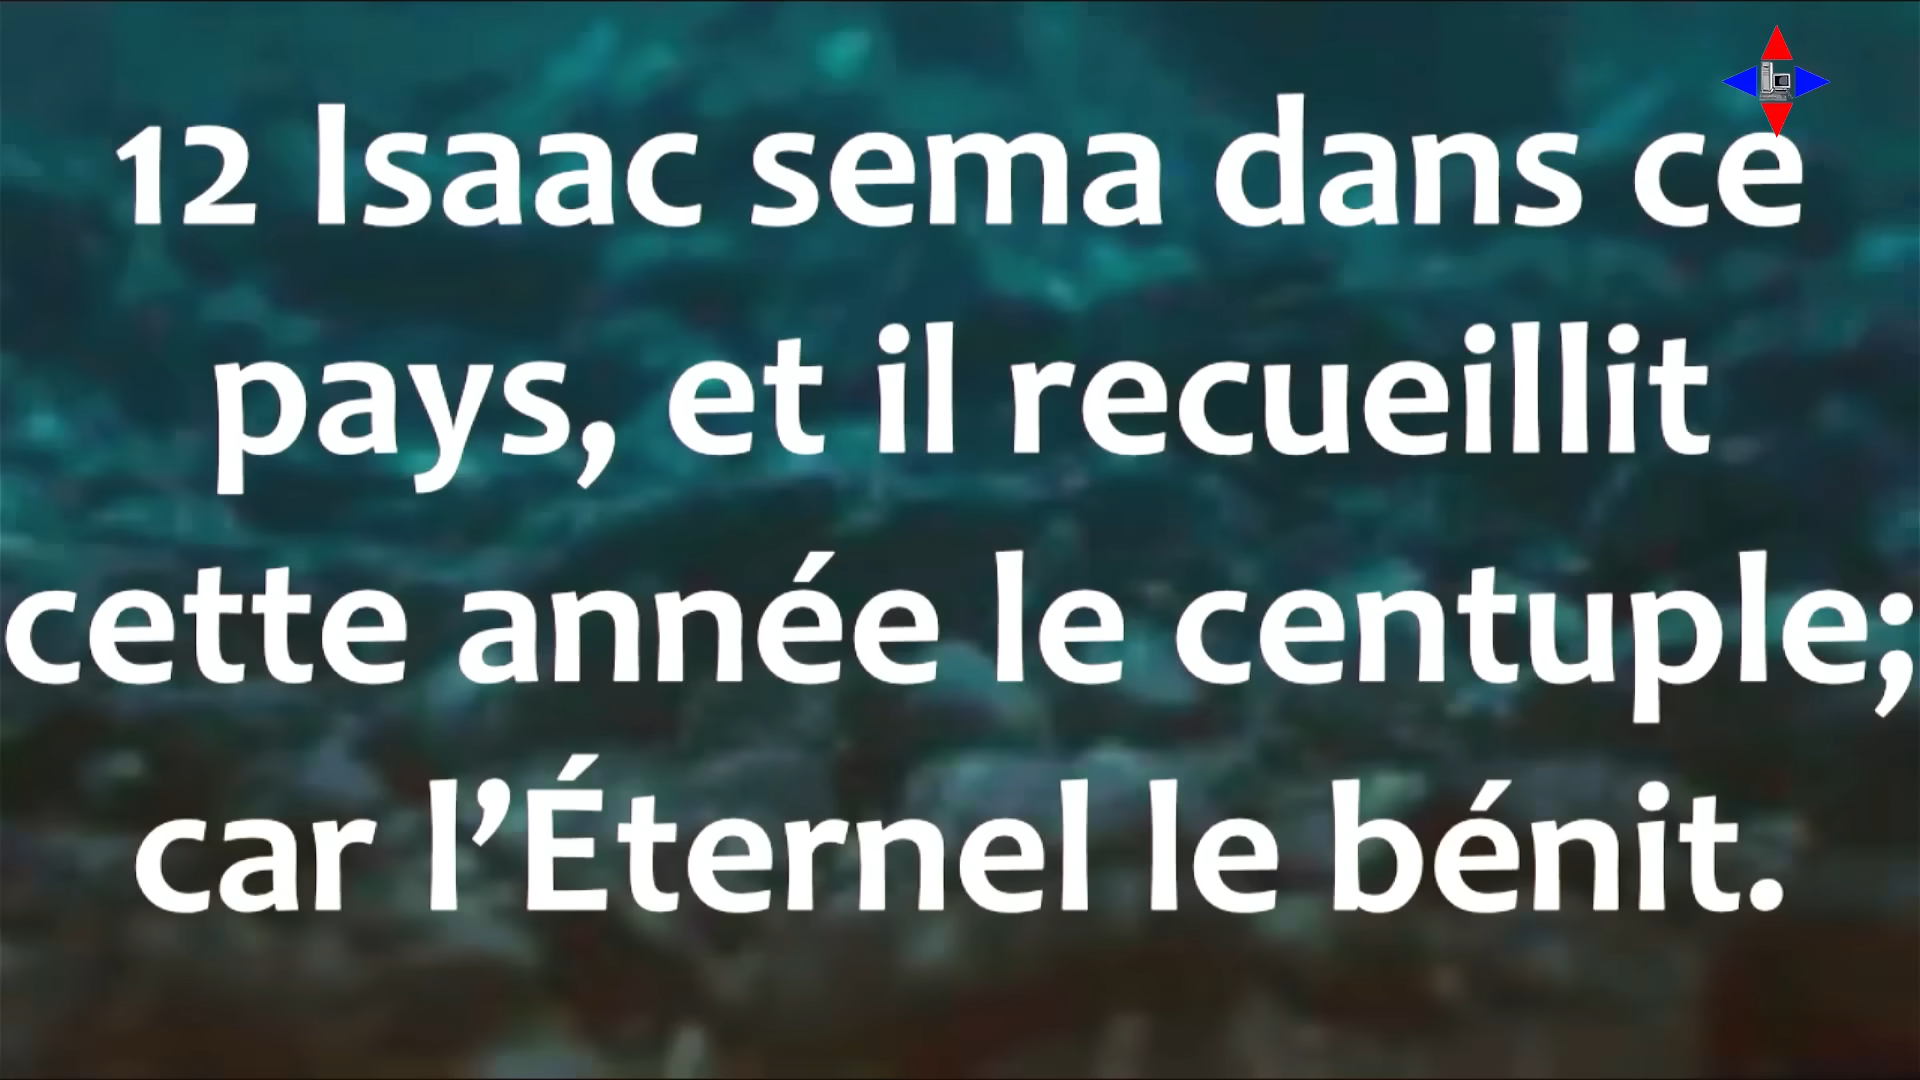 12 Isaac sema dans ce
pays, et il recueillit
cette année le centuple;
car l’Éternel le bénit.